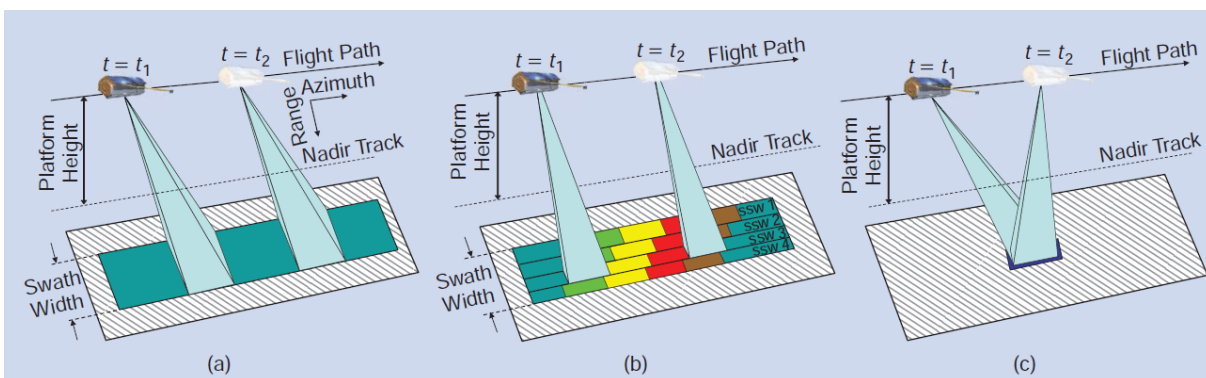 t = t1
t = t2
Flight Path
Azimuth
Range
Platform
Height
Nadir Track
Swath
Width
(a)
t = t1
t = t2
Flight Path
Platform
Height
Nadir Track
ssw 1
ssw 2
ssw 3
ssw 4
Swath
Width
(b)
t = t1
t = t2
Flight Path
Platform
Height
Nadir Track
(c)